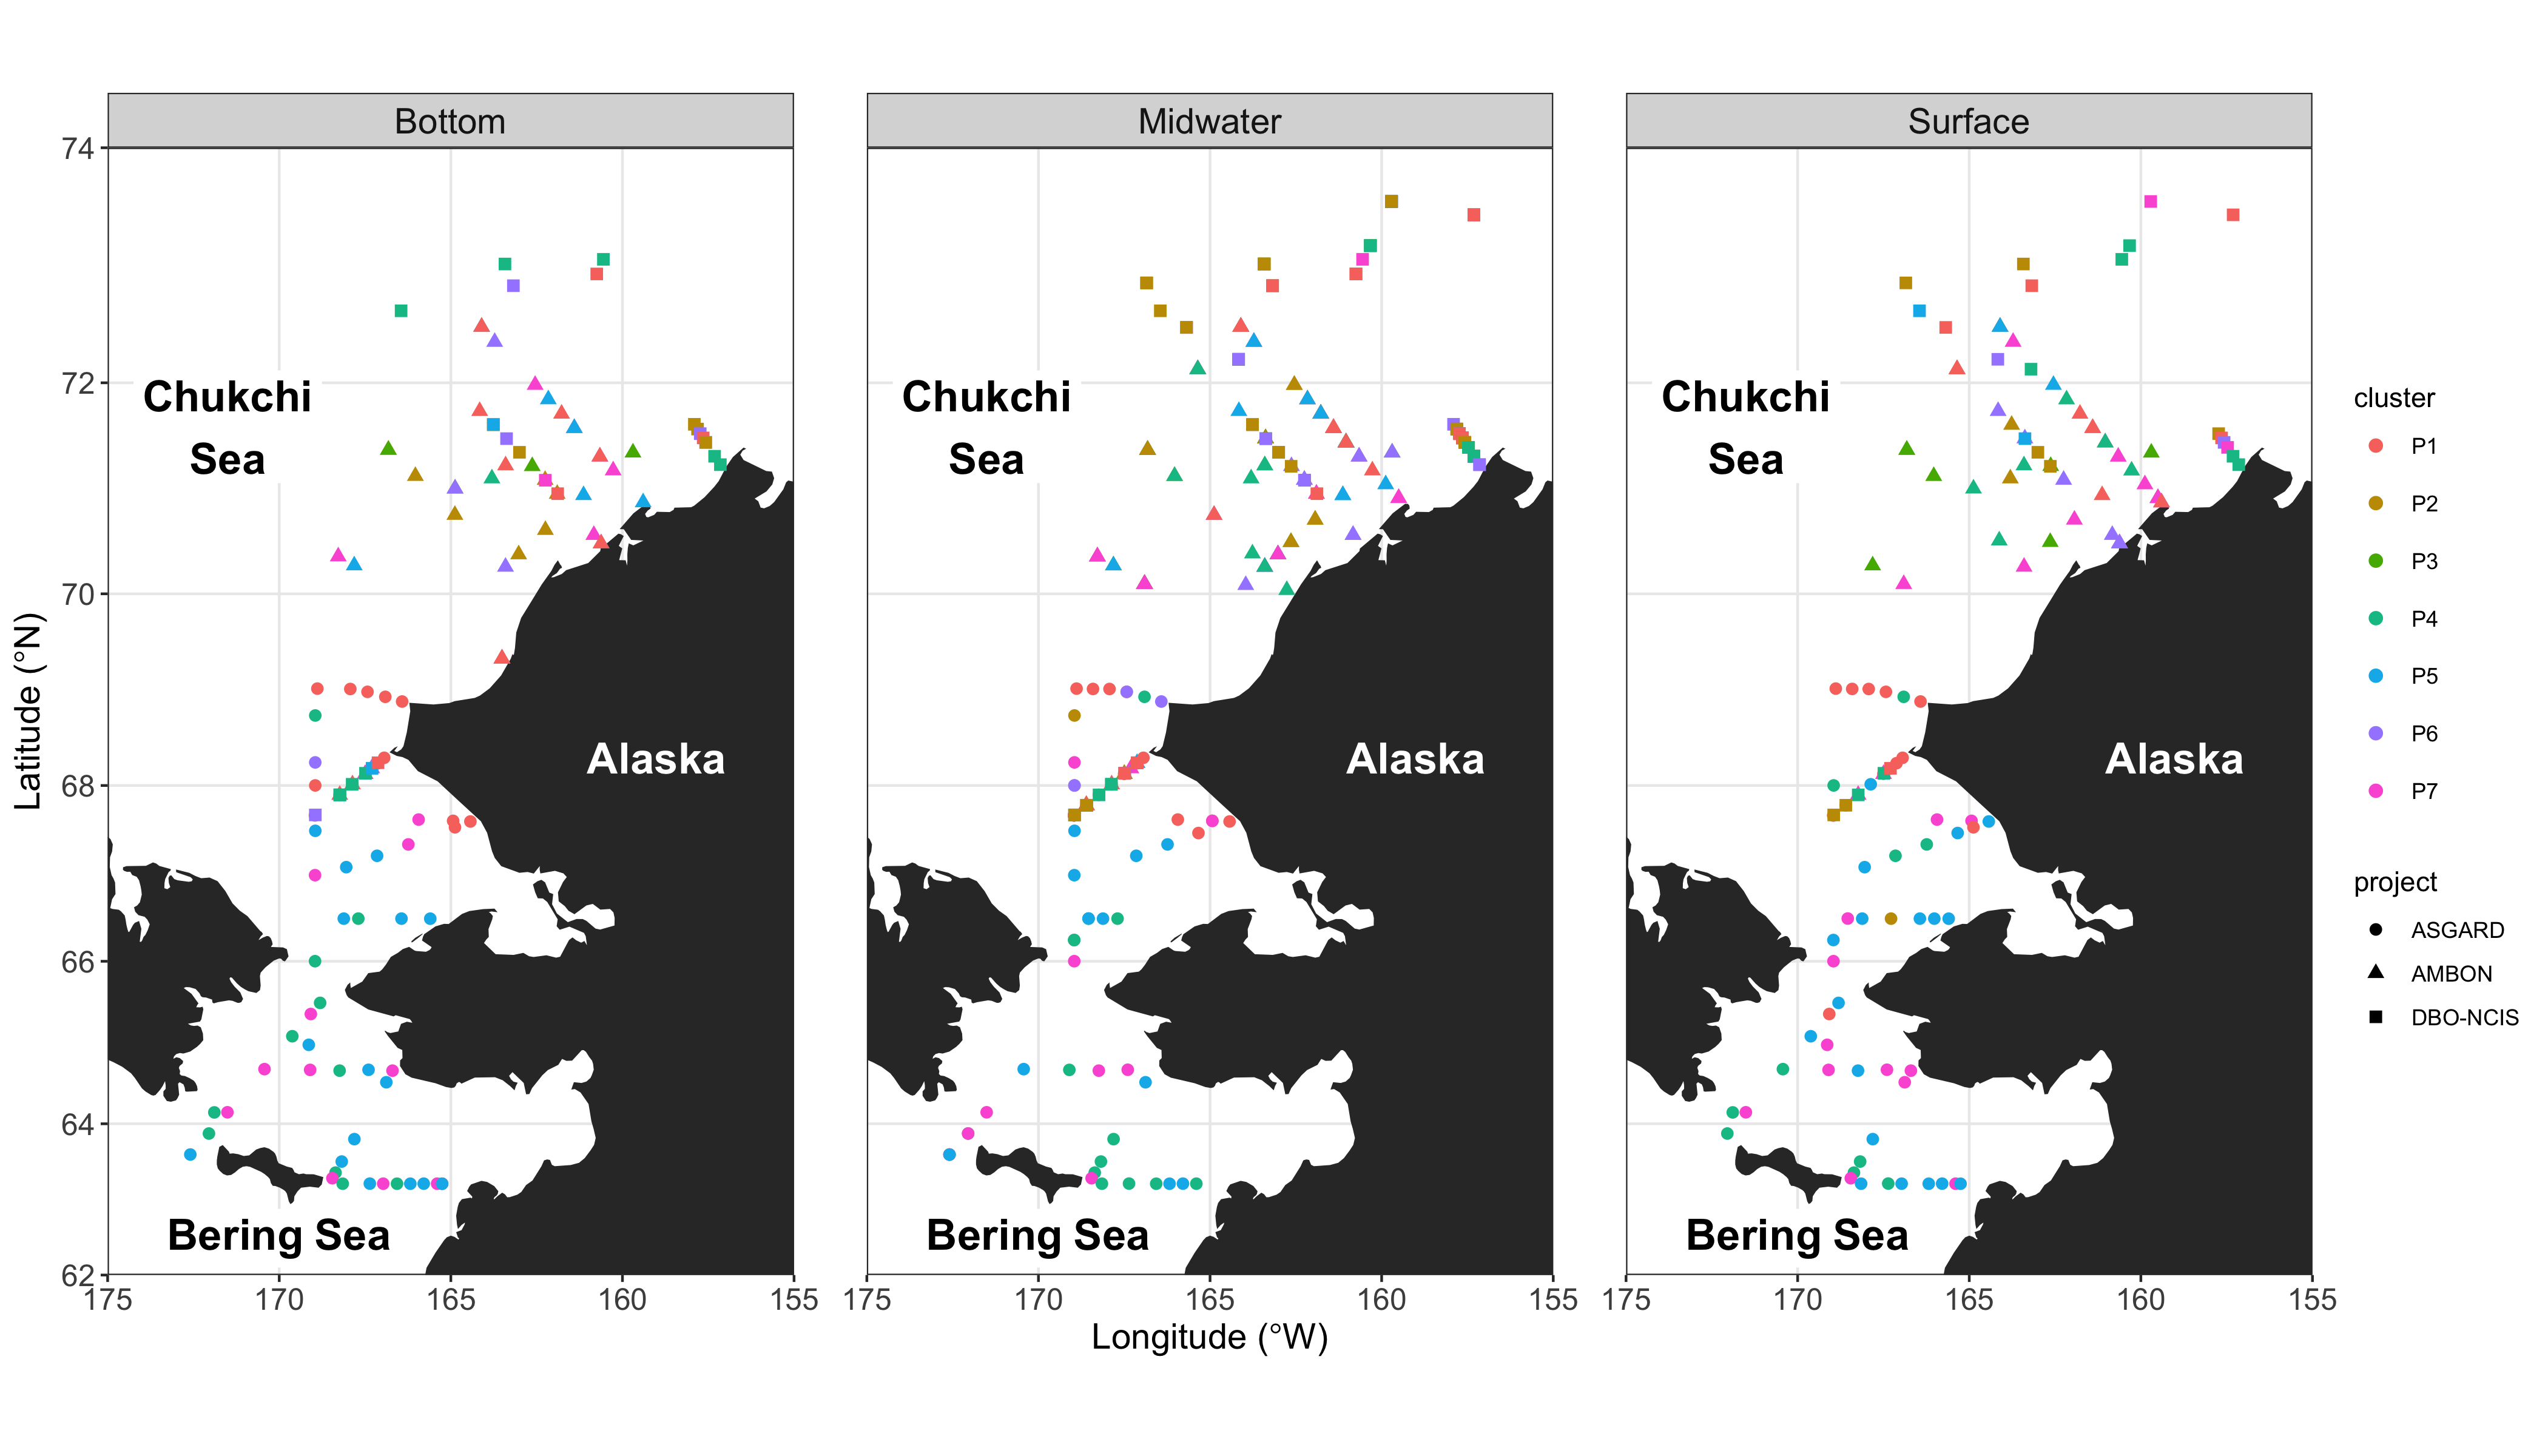 Bottom
Midwater
Surface
74
72
70
68
66
64
62
Latitude (°N)
Chukchi
Sea
Alaska
Bering Sea
Chukchi
Sea
Alaska
Bering Sea
Chukchi
Sea
Alaska
Bering Sea
175
170
165
160
155
175
170
165
160
155
175
170
165
160
155
Longitude (°W)
cluster
P1
P2
P3
P4
P5
P6
P7
project
ASGARD
AMBON
DBO-NCIS